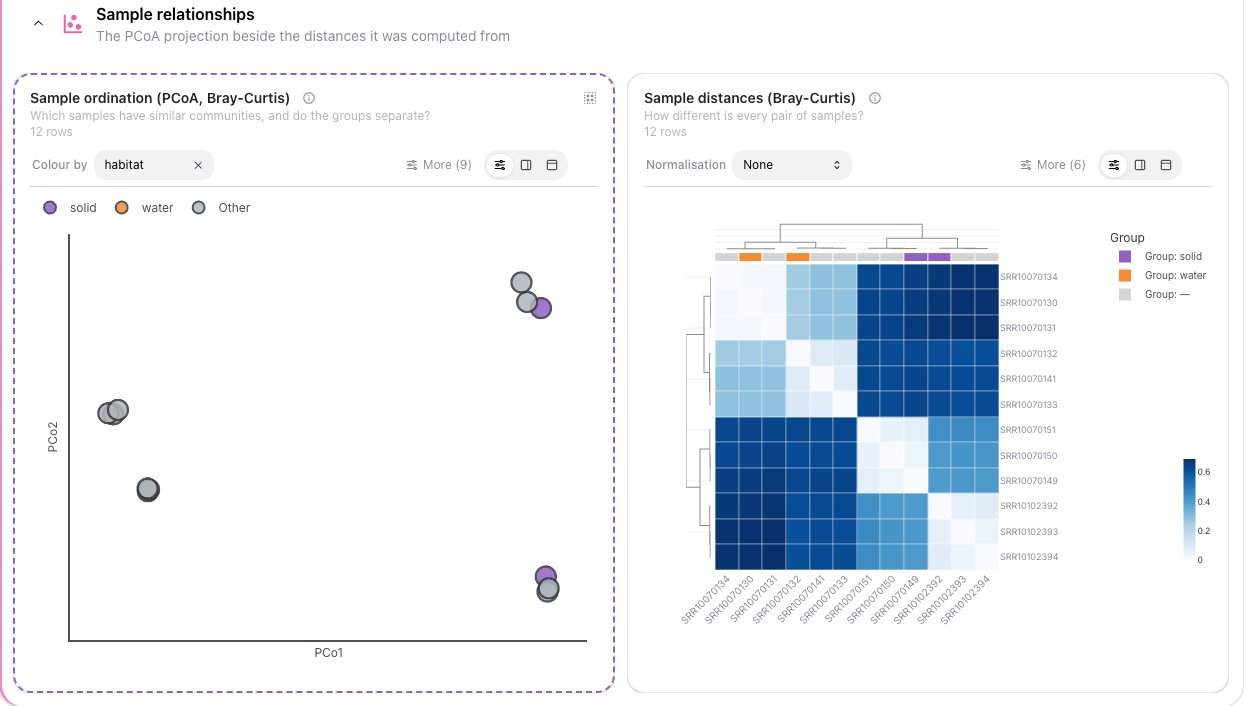 Sample relationships
The PCoA projection beside the distances it was computed from
Sample ordination (PCoA, Bray-Curtis)
Which samples have similar communities, and do the groups separate?
12 rows
Colour by habitat × More (9)
solid water Other
PCo2
PCo1
Sample distances (Bray-Curtis)
How different is every pair of samples?
12 rows
Normalisation None More (6)
Group
Group: solid
Group: water
Group: —
SRR10070134
SRR10070130
SRR10070131
SRR10070132
SRR10070141
SRR10070133
SRR10070151
SRR10070150
SRR10070149
SRR10102392
SRR10102393
SRR10102394
0.6
0.4
0.2
0
SRR10070134 SRR10070130 SRR10070131 SRR10070132 SRR10070141 SRR10070133 SRR10070151 SRR10070150 SRR10070149 SRR10102392 SRR10102393 SRR10102394